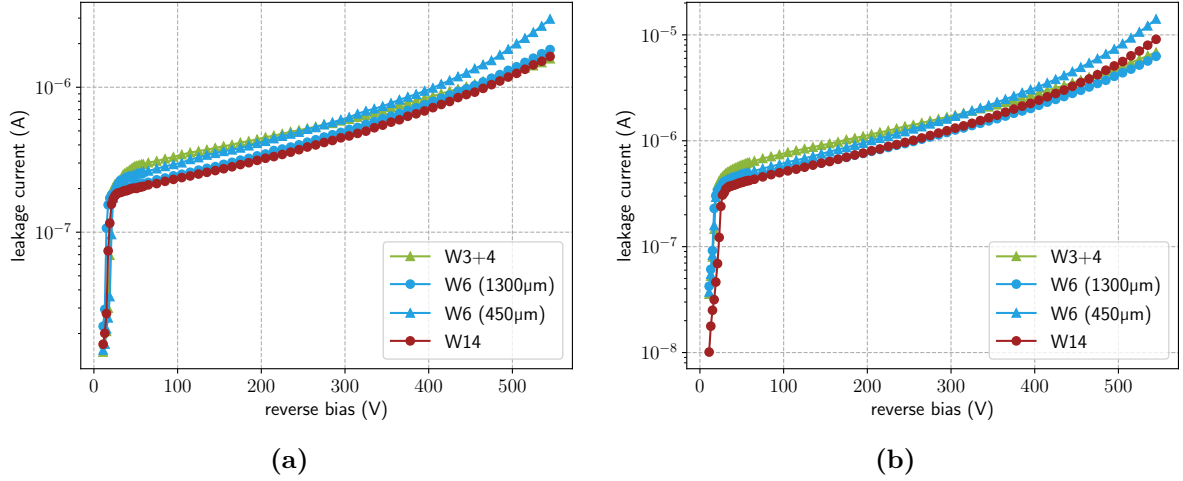 10⁻⁶
10⁻⁷
leakage current (A)
0 100 200 300 400 500
reverse bias (V)
W3+4
W6 (1300µm)
W6 (450µm)
W14
(a)
10⁻⁵
10⁻⁶
10⁻⁷
10⁻⁸
leakage current (A)
0 100 200 300 400 500
reverse bias (V)
W3+4
W6 (1300µm)
W6 (450µm)
W14
(b)